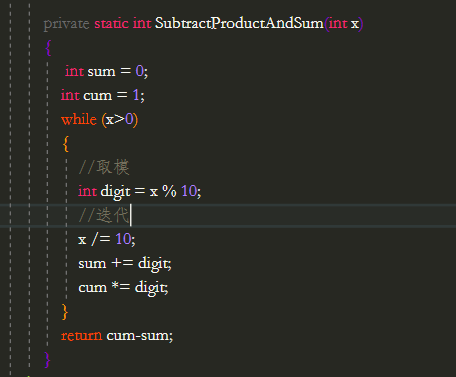 private static int SubtractProductAndSum(int x)
{
int sum = 0;
int cum = 1;
while (x>0)
{
//取模
int digit = x % 10;
//迭代
x /= 10;
sum += digit;
cum *= digit;
}
return cum-sum;
}